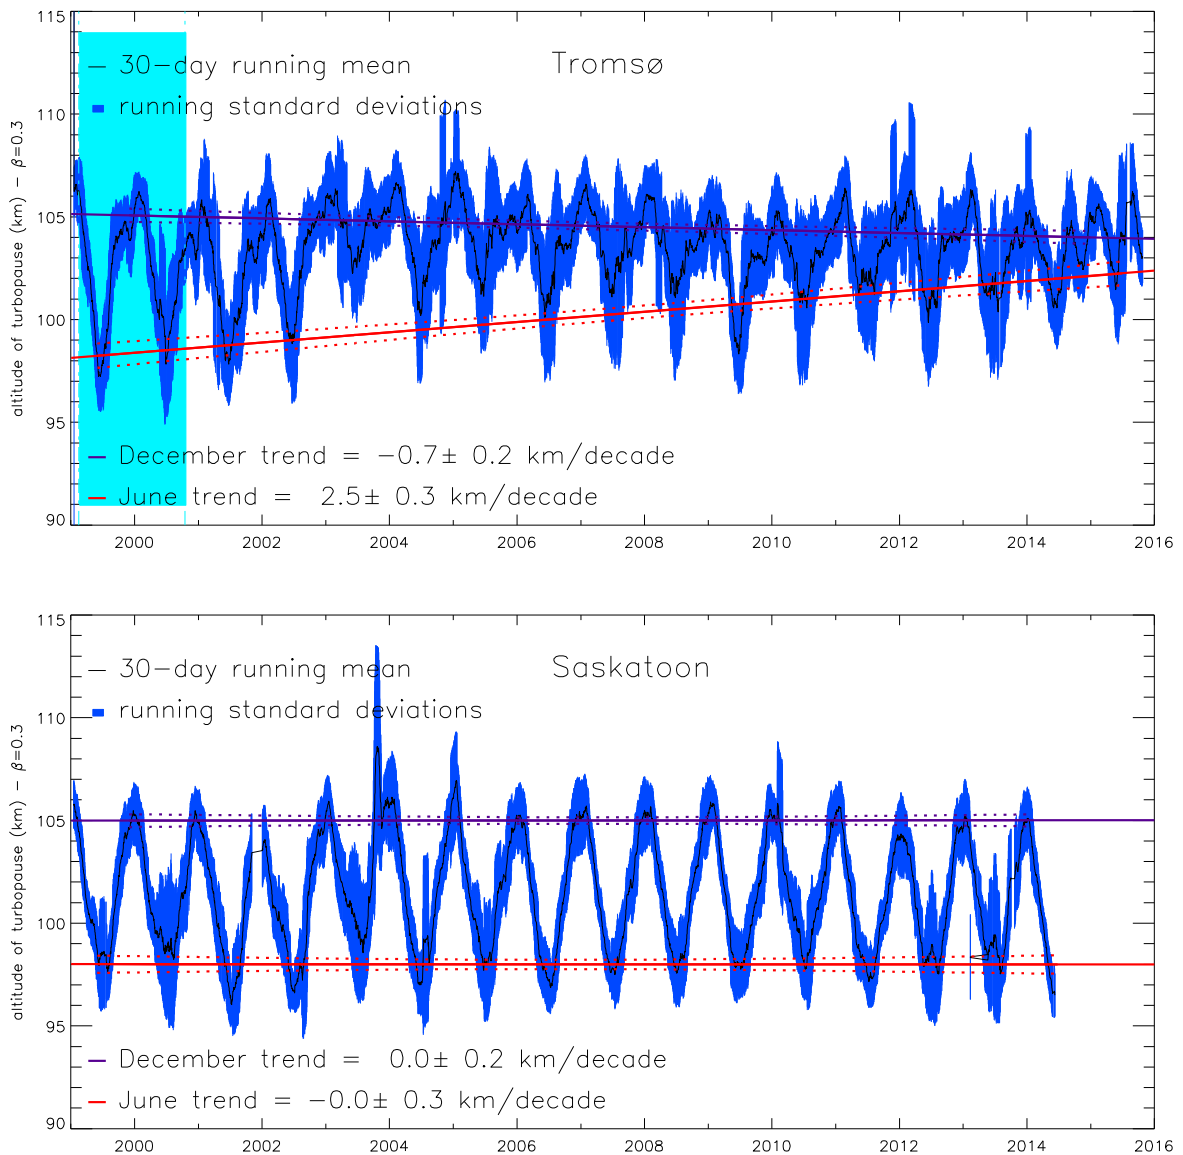 115
110
105
100
95
90
altitude of turbopause (km) − β=0.3
Tromsø
30−day running mean
running standard deviations
December trend = −0.7± 0.2 km/decade
June trend =  2.5± 0.3 km/decade
2000 2002 2004 2006 2008 2010 2012 2014 2016
115
110
105
100
95
90
altitude of turbopause (km) − β=0.3
Saskatoon
30−day running mean
running standard deviations
December trend =  0.0± 0.2 km/decade
June trend = −0.0± 0.3 km/decade
2000 2002 2004 2006 2008 2010 2012 2014 2016